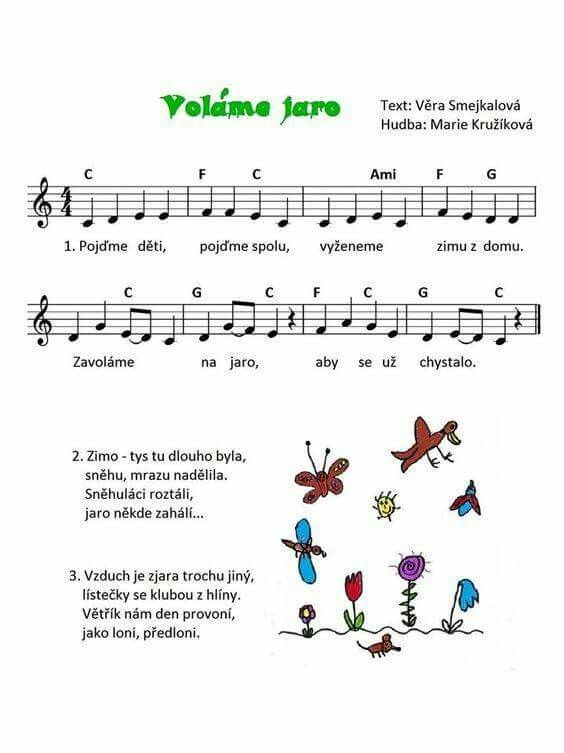 Voláme jaro
Text: Věra Smejkalová
Hudba: Marie Kružíková
C F C Ami F G
4
4
1. Pojďme děti, pojďme spolu, vyženeme zimu z domu.
C G C F C G C
Zavoláme na jaro, aby se už chystalo.
2. Zimo - tys tu dlouho byla,
sněhu, mrazu nadělila.
Sněhuláci roztáli,
jaro někde zahálí...
3. Vzduch je zjara trochu jiný,
lístečky se klubou z hlíny.
Větřík nám den provoní,
jako loni, předloni.